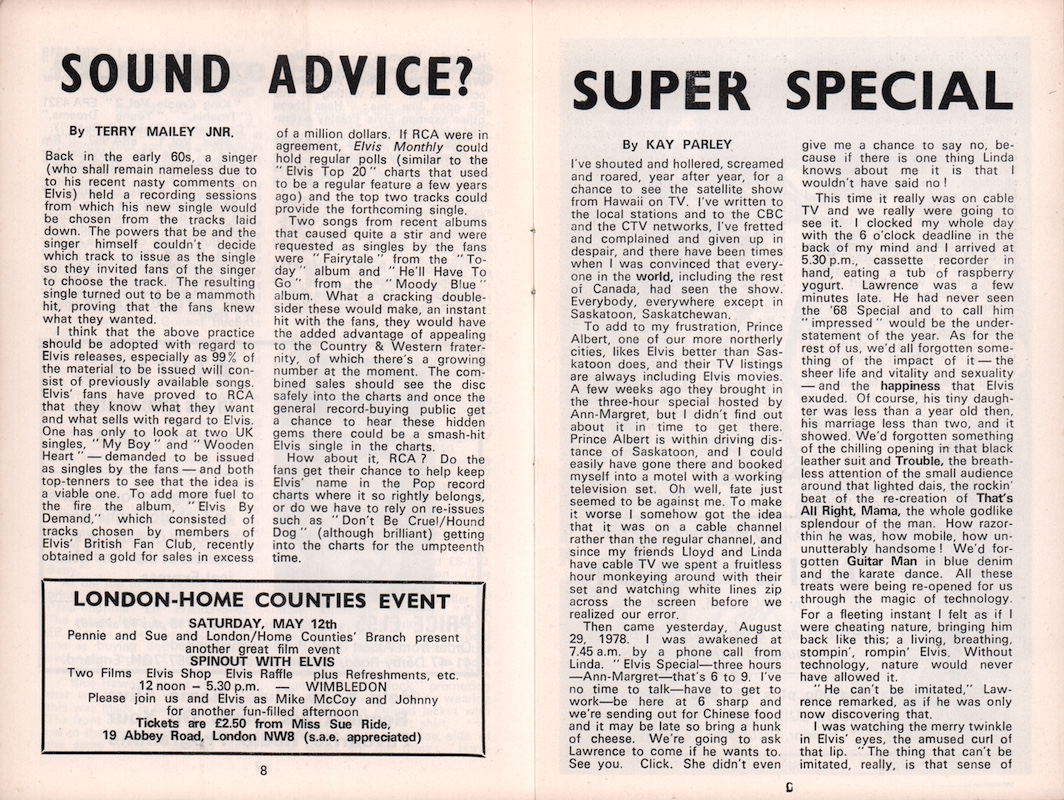 SOUND ADVICE?
By TERRY MAILEY JNR.
Back in the early 60s, a singer
(who shall remain nameless due to
to his recent nasty comments on
Elvis) held a recording sessions
from which his new single would
be chosen from the tracks laid
down. The powers that be and the
singer himself couldn't decide
which track to issue as the single
so they invited fans of the singer
to choose the track. The resulting
single turned out to be a mammoth
hit, proving that the fans knew
what they wanted.
I think that the above practice
should be adopted with regard to
Elvis releases, especially as 99% of
the material to be issued will con-
sist of previously available songs.
Elvis' fans have proved to RCA
that they know what they want
and what sells with regard to Elvis.
One has only to look at two UK
singles, "My Boy" and "Wooden
Heart" — demanded to be issued
as singles by the fans — and both
top-tenners to see that the idea is
a viable one. To add more fuel to
the fire the album, "Elvis By
Demand," which consisted of
tracks chosen by members of
Elvis' British Fan Club, recently
obtained a gold for sales in excess
of a million dollars. If RCA were in
agreement, Elvis Monthly could
hold regular polls (similar to the
"Elvis Top 20" charts that used
to be a regular feature a few years
ago) and the top two tracks could
provide the forthcoming single.
Two songs from recent albums
that caused quite a stir and were
requested as singles by the fans
were "Fairytale" from the "To-
day" album and "He'll Have To
Go" from the "Moody Blue"
album. What a cracking double-
sider these would make, an instant
hit with the fans, they would have
the added advantage of appealing
to the Country & Western frater-
nity, of which there's a growing
number at the moment. The com-
bined sales should see the disc
safely into the charts and once the
general record-buying public get
a chance to hear these hidden
gems there could be a smash-hit
Elvis single in the charts.
How about it, RCA? Do the
fans get their chance to help keep
Elvis' name in the Pop record
charts where it so rightly belongs,
or do we have to rely on re-issues
such as "Don't Be Cruel/Hound
Dog" (although brilliant) getting
into the charts for the umpteenth
time.
LONDON-HOME COUNTIES EVENT
SATURDAY, MAY 12th
Pennie and Sue and London/Home Counties' Branch present
another great film event
SPINOUT WITH ELVIS
Two Films Elvis Shop Elvis Raffle plus Refreshments, etc.
12 noon – 5.30 p.m. — WIMBLEDON
Please join us and Elvis as Mike McCoy and Johnny
for another fun-filled afternoon
Tickets are £2.50 from Miss Sue Ride,
19 Abbey Road, London NW8 (s.a.e. appreciated)
8
SUPER SPECIAL
By KAY PARLEY
I've shouted and hollered, screamed
and roared, year after year, for a
chance to see the satellite show
from Hawaii on TV. I've written to
the local stations and to the CBC
and the CTV networks, I've fretted
and complained and given up in
despair, and there have been times
when I was convinced that every-
one in the world, including the rest
of Canada, had seen the show.
Everybody, everywhere except in
Saskatoon, Saskatchewan.
To add to my frustration, Prince
Albert, one of our more northerly
cities, likes Elvis better than Sas-
katoon does, and their TV listings
are always including Elvis movies.
A few weeks ago they brought in
the three-hour special hosted by
Ann-Margret, but I didn't find out
about it in time to get there.
Prince Albert is within driving dis-
tance of Saskatoon, and I could
easily have gone there and booked
myself into a motel with a working
television set. Oh well, fate just
seemed to be against me. To make
it worse I somehow got the idea
that it was on a cable channel
rather than the regular channel, and
since my friends Lloyd and Linda
have cable TV we spent a fruitless
hour monkeying around with their
set and watching white lines zip
across the screen before we
realized our error.
Then came yesterday, August
29, 1978. I was awakened at
7.45 a.m. by a phone call from
Linda. "Elvis Special—three hours
—Ann-Margret—that's 6 to 9. I've
no time to talk—have to get to
work—be here at 6 sharp and
we're sending out for Chinese food
and it may be late so bring a hunk
of cheese. We're going to ask
Lawrence to come if he wants to.
See you. Click. She didn't even
give me a chance to say no, be-
cause if there is one thing Linda
knows about me it is that I
wouldn't have said no!
This time it really was on cable
TV and we really were going to
see it. I clocked my whole day
with the 6 o'clock deadline in the
back of my mind and I arrived at
5.30 p.m., cassette recorder in
hand, eating a tub of raspberry
yogurt. Lawrence was a few
minutes late. He had never seen
the '68 Special and to call him
"impressed" would be the under-
statement of the year. As for the
rest of us, we'd all forgotten some-
thing of the impact of it — the
sheer life and vitality and sexuality
— and the happiness that Elvis
exuded. Of course, his tiny daugh-
ter was less than a year old then,
his marriage less than two, and it
showed. We'd forgotten something
of the chilling opening in that black
leather suit and Trouble, the breath-
less attention of the small audience
around that lighted dais, the rockin'
beat of the re-creation of That's
All Right, Mama, the whole godlike
splendour of the man. How razor-
thin he was, how mobile, how un-
unutterably handsome! We'd for-
gotten Guitar Man in blue denim
and the karate dance. All these
treats were being re-opened for us
through the magic of technology.
For a fleeting instant I felt as if I
were cheating nature, bringing him
back like this; a living, breathing,
stompin', rompin' Elvis. Without
technology, nature would never
have allowed it.
"He can't be imitated," Law-
rence remarked, as if he was only
now discovering that.
I was watching the merry twinkle
in Elvis' eyes, the amused curl of
that lip. "The thing that can't be
imitated, really, is that sense of